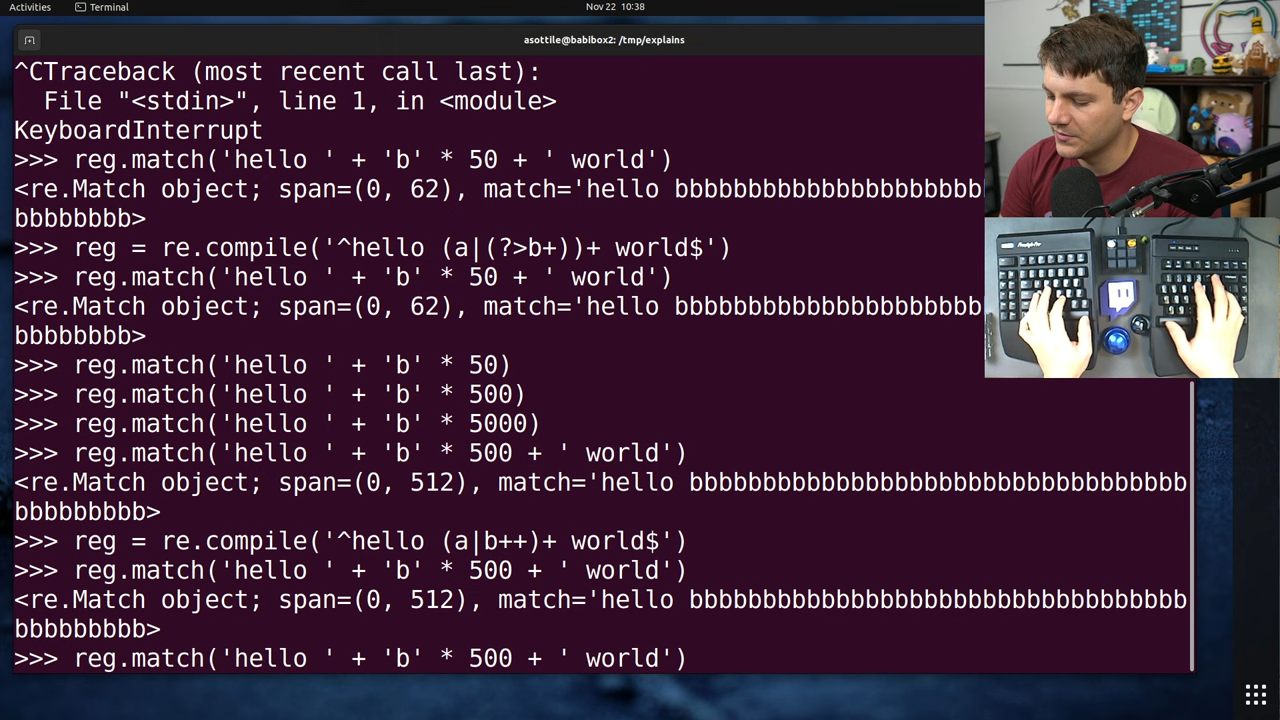 Activities
Terminal
Nov 22 10:38
asottile@babibox2: /tmp/explains
^CTraceback (most recent call last):
  File "<stdin>", line 1, in <module>
KeyboardInterrupt
>>> reg.match('hello ' + 'b' * 50 + ' world')
<re.Match object; span=(0, 62), match='hello bbbbbbbbbbbbbbbbbbbbb
bbbbbbbb>
>>> reg = re.compile('^hello (a|(?>b+))+ world$')
>>> reg.match('hello ' + 'b' * 50 + ' world')
<re.Match object; span=(0, 62), match='hello bbbbbbbbbbbbbbbbbbbbb
bbbbbbbb>
>>> reg.match('hello ' + 'b' * 50)
>>> reg.match('hello ' + 'b' * 500)
>>> reg.match('hello ' + 'b' * 5000)
>>> reg.match('hello ' + 'b' * 500 + ' world')
<re.Match object; span=(0, 512), match='hello bbbbbbbbbbbbbbbbbbbbbbbbbbbbbbbbbb
bbbbbbbbb>
>>> reg = re.compile('^hello (a|b++)+ world$')
>>> reg.match('hello ' + 'b' * 500 + ' world')
<re.Match object; span=(0, 512), match='hello bbbbbbbbbbbbbbbbbbbbbbbbbbbbbbbbbb
bbbbbbbbb>
>>> reg.match('hello ' + 'b' * 500 + ' world')